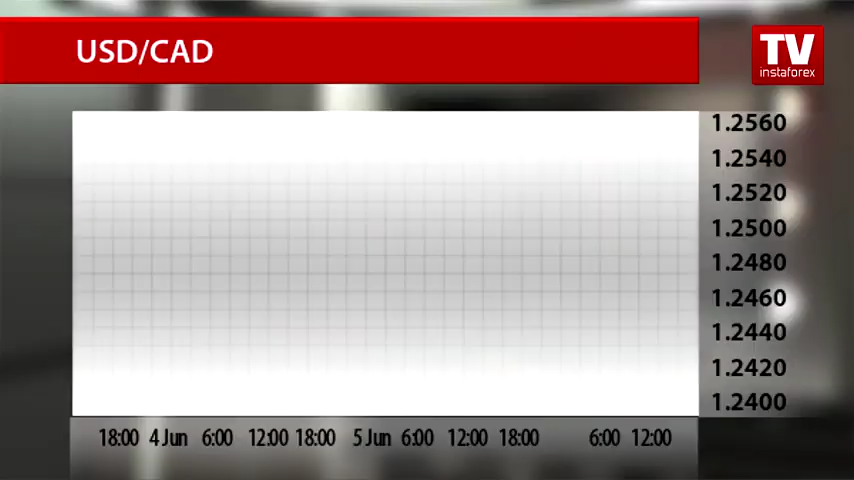 USD/CAD
TV
instaforex
1.2560
1.2540
1.2520
1.2500
1.2480
1.2460
1.2440
1.2420
1.2400
18:00 4 Jun 6:00 12:00 18:00 5 Jun 6:00 12:00 18:00 6:00 12:00